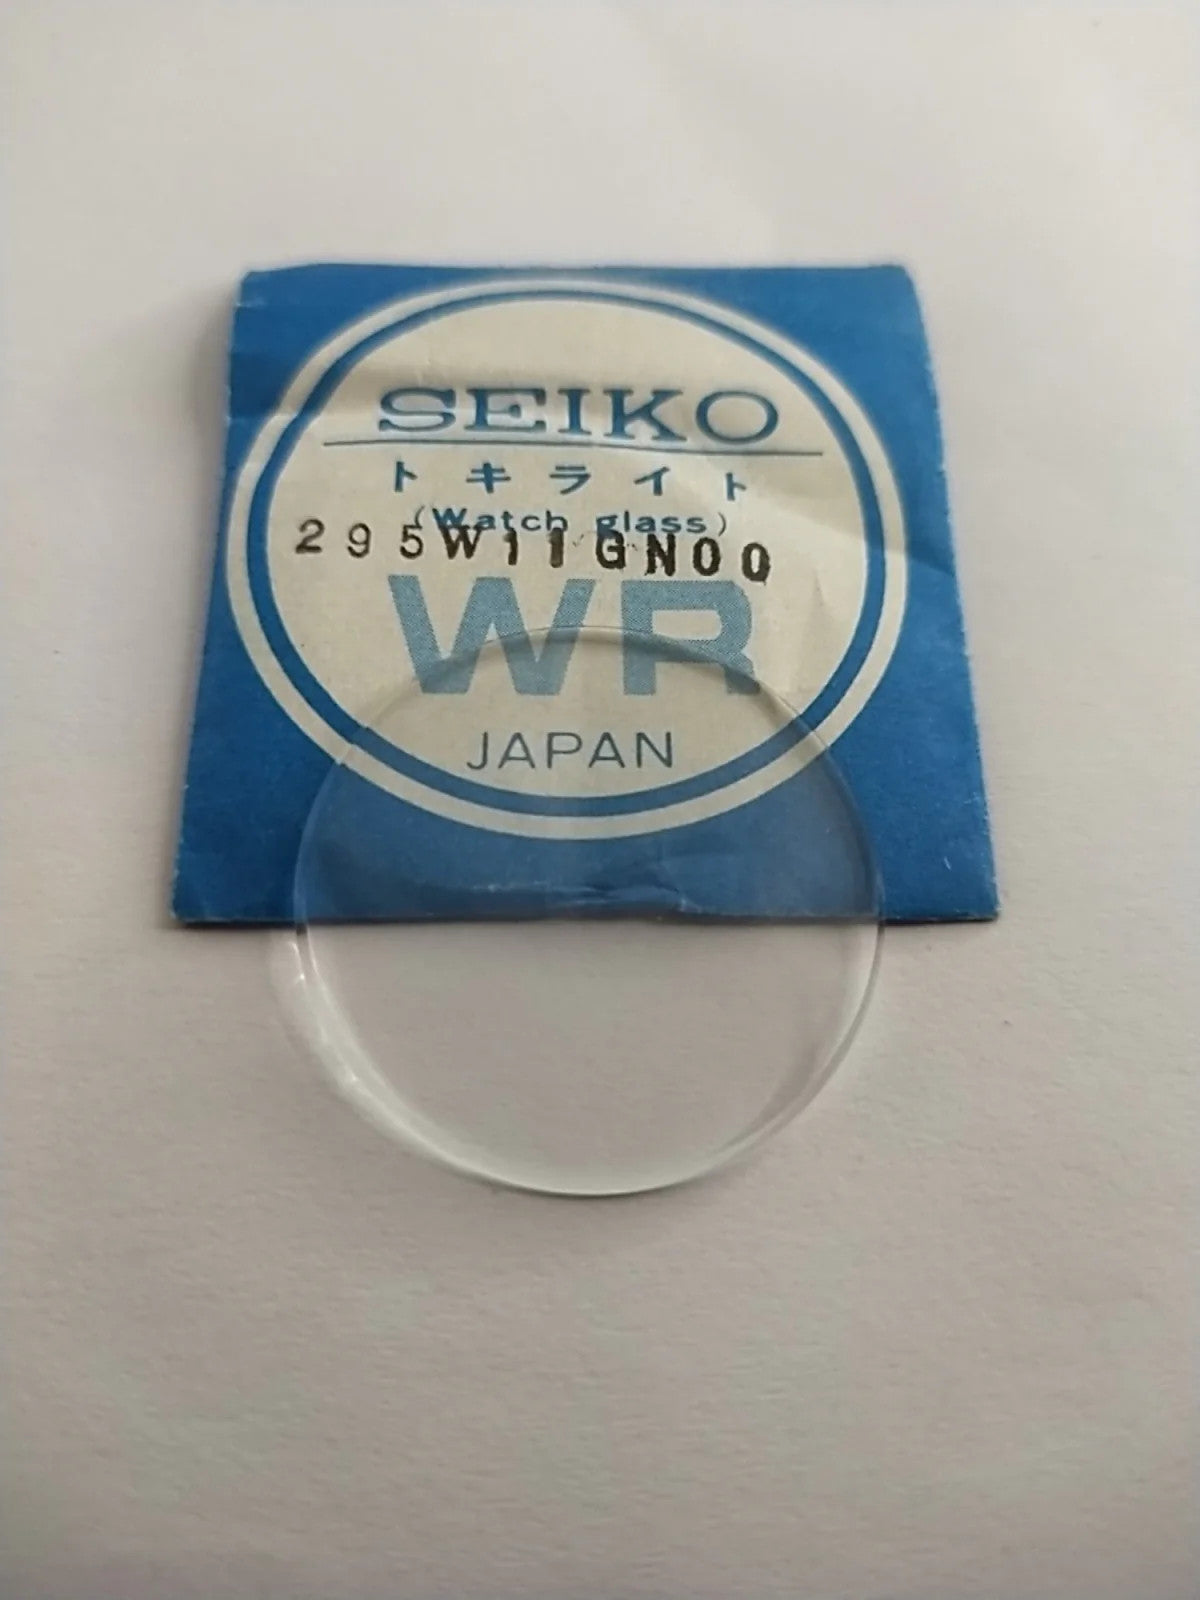 SEIKO
トキライト
(Watch glass)
295W11GN00
WR
JAPAN